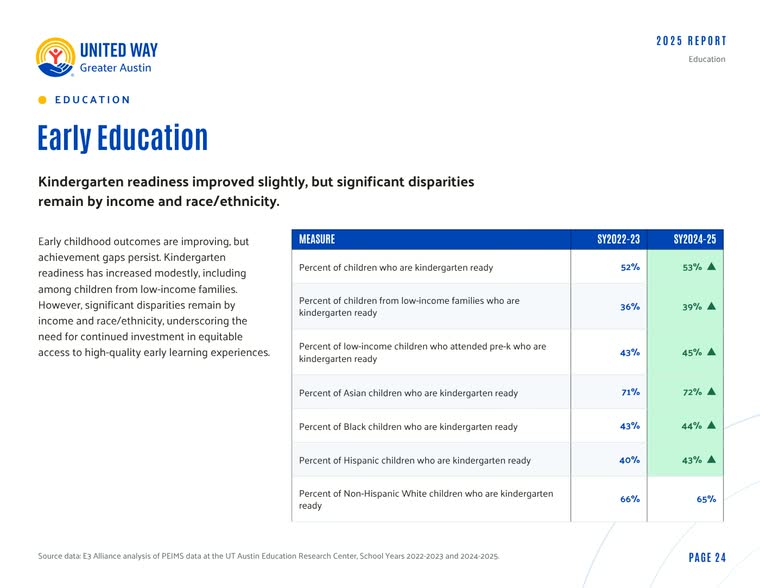 UNITED WAY
Greater Austin
2025 REPORT
Education
EDUCATION
Early Education
Kindergarten readiness improved slightly, but significant disparities
remain by income and race/ethnicity.
Early childhood outcomes are improving, but
achievement gaps persist. Kindergarten
readiness has increased modestly, including
among children from low-income families.
However, significant disparities remain by
income and race/ethnicity, underscoring the
need for continued investment in equitable
access to high-quality early learning experiences.
MEASURE SY2022-23 SY2024-25
Percent of children who are kindergarten ready 52% 53% ▲
Percent of children from low-income families who are
kindergarten ready 36% 39% ▲
Percent of low-income children who attended pre-k who are
kindergarten ready 43% 45% ▲
Percent of Asian children who are kindergarten ready 71% 72% ▲
Percent of Black children who are kindergarten ready 43% 44% ▲
Percent of Hispanic children who are kindergarten ready 40% 43% ▲
Percent of Non-Hispanic White children who are kindergarten
ready 66% 65%
Source data: E3 Alliance analysis of PEIMS data at the UT Austin Education Research Center, School Years 2022-2023 and 2024-2025.
PAGE 24